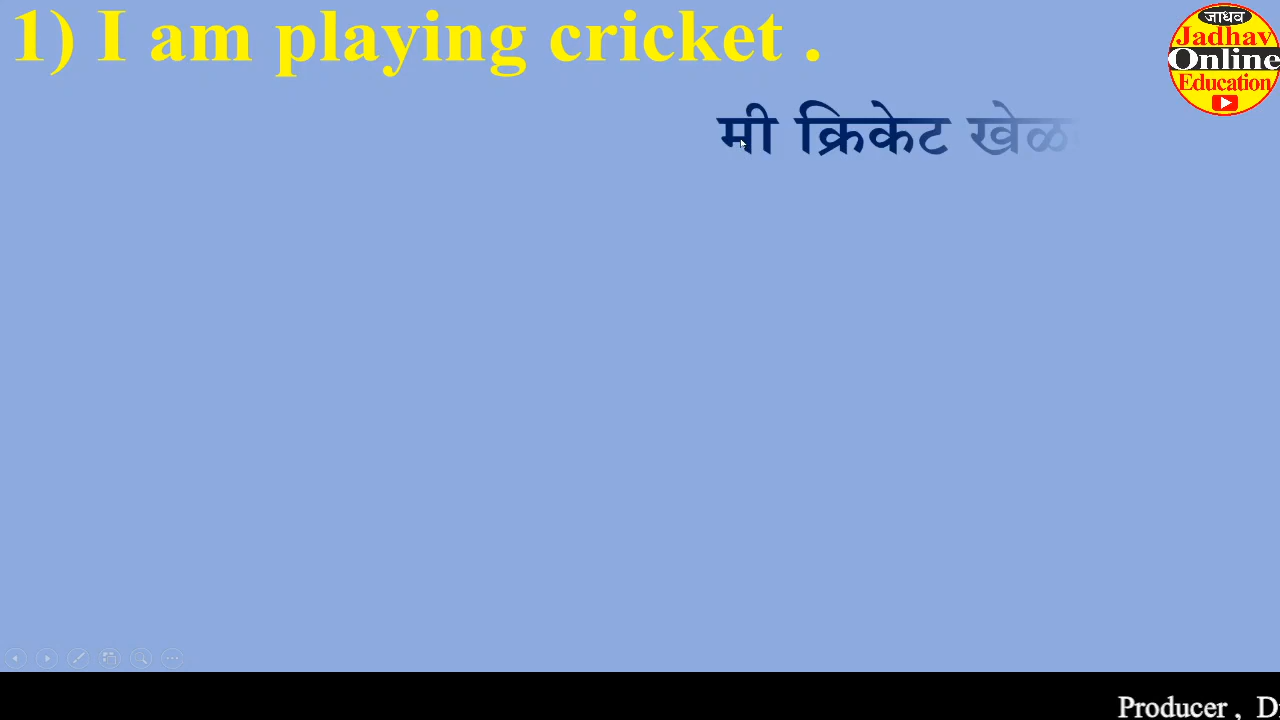 1) I am playing cricket .
मी क्रिकेट
जाधव
Jadhav
Online
Education
Producer ,